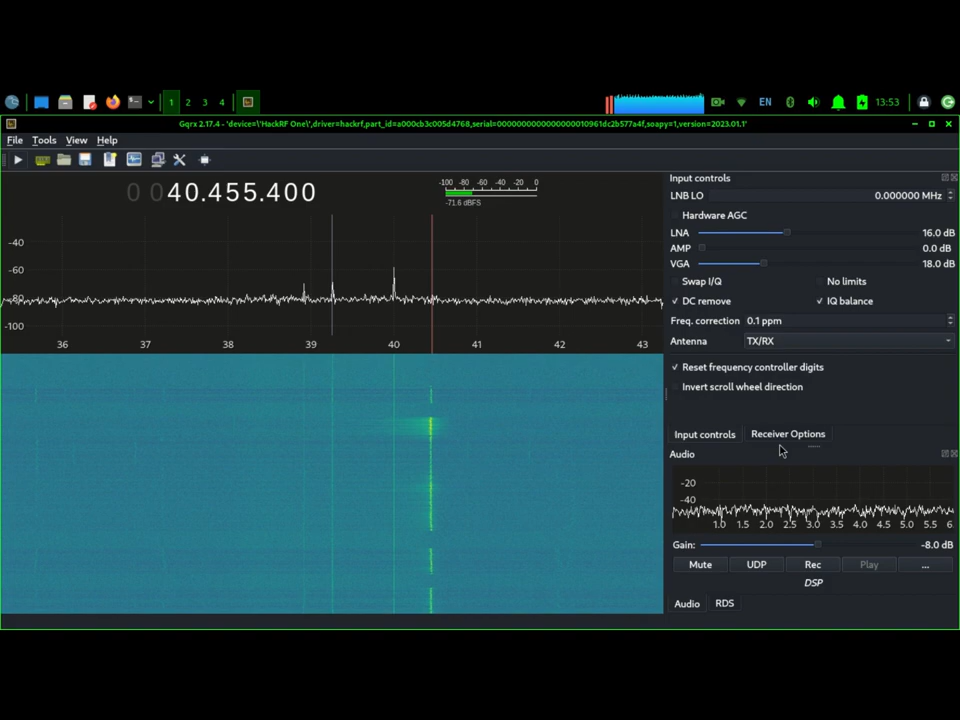 1 2 3 4 EN 13:53
Gqrx 2.17.4 - 'device=\'HackRF One\',driver=hackrf,part_id=a000cb3c005d4768,serial=000000000000000010961dc2b577a4f,soapy=1,version=2023.01.1'
File Tools View Help
0 040.455.400
-100 -80 -60 -40 -20 0
-71.6 dBFS
-40
-60
-80
-100
36 37 38 39 40 41 42 43
Input controls
LNB LO 0.000000 MHz
Hardware AGC
LNA 16.0 dB
AMP 0.0 dB
VGA 18.0 dB
Swap I/Q No limits
DC remove IQ balance
Freq. correction 0.1 ppm
Antenna TX/RX
Reset frequency controller digits
Invert scroll wheel direction
Input controls Receiver Options
Audio
-20
-40
1.0 1.5 2.0 2.5 3.0 3.5 4.0 4.5 5.0 5.5 6
Gain: -8.0 dB
Mute UDP Rec Play ...
DSP
Audio RDS